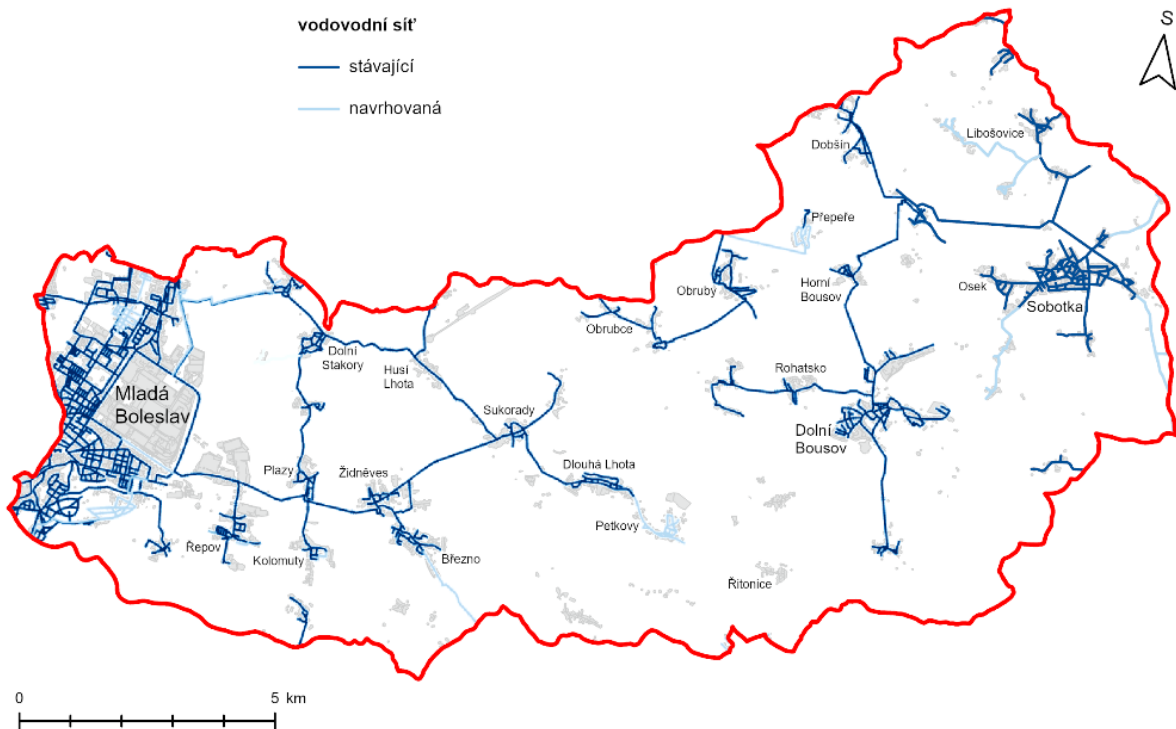 vodovodní síť
stávající
navrhovaná
S
Libošovice
Dobšín
Přepeře
Obruby
Horní
Bousov
Osek
Sobotka
Obrubce
Dolní
Stakory
Husí
Lhota
Rohatsko
Mladá
Boleslav
Sukorady
Dolní
Bousov
Plazy
Židněves
Dlouhá Lhota
Petkovy
Řepov
Kolomuty
Březno
Řitonice
0
5 km